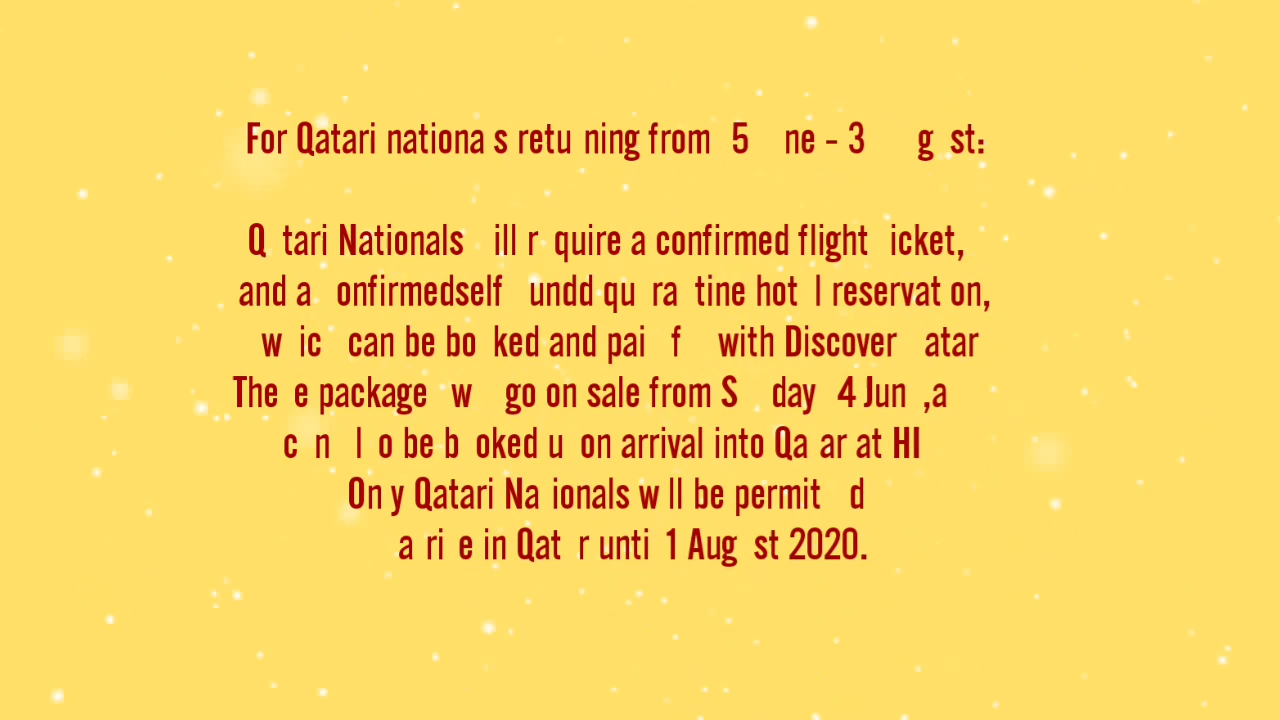 For Qatari nationa s retu ning from 5 ne - 3 g st:
Q tari Nationals ill r quire a confirmed flight icket,
and a onfirmedself undd qu ra tine hot l reservat on,
w ic can be bo ked and pai f with Discover atar
The e package w go on sale from S day 4 Jun ,a
c n l o be b oked u on arrival into Qa ar at HI
On y Qatari Na ionals w ll be permit d
a ri e in Qat r unti 1 Aug st 2020.